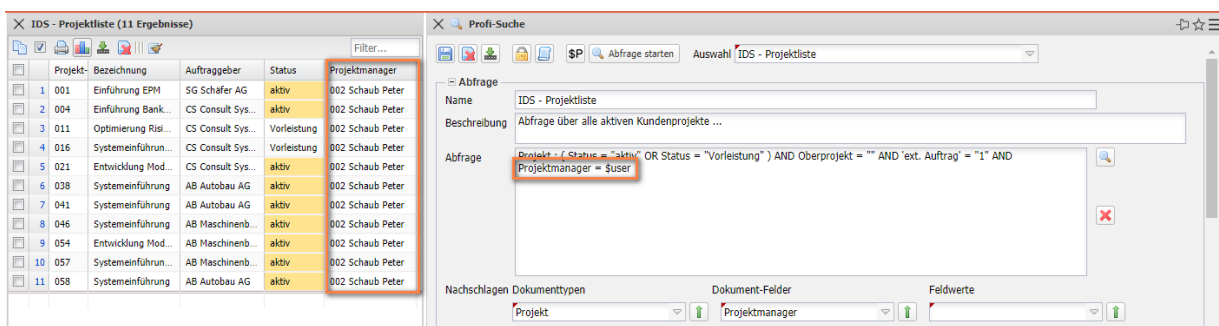 IDS - Projektliste (11 Ergebnisse)
Filter...
Projekt- Bezeichnung Auftraggeber Status Projektmanager
1 001 Einführung EPM SG Schäfer AG aktiv 002 Schaub Peter
2 004 Einführung Bank... CS Consult Sys... aktiv 002 Schaub Peter
3 011 Optimierung Risi... CS Consult Sys... Vorleistung 002 Schaub Peter
4 016 Systemeinführun... CS Consult Sys... Vorleistung 002 Schaub Peter
5 021 Entwicklung Mod... CS Consult Sys... aktiv 002 Schaub Peter
6 038 Systemeinführung AB Autobau AG aktiv 002 Schaub Peter
7 041 Systemeinführung AB Autobau AG aktiv 002 Schaub Peter
8 046 Systemeinführung AB Maschinenb... aktiv 002 Schaub Peter
9 054 Entwicklung Mod... AB Maschinenb... aktiv 002 Schaub Peter
10 057 Systemeinführun... AB Maschinenb... aktiv 002 Schaub Peter
11 058 Systemeinführun... AB Autobau AG aktiv 002 Schaub Peter
Profi-Suche
$P Abfrage starten Auswahl IDS - Projektliste
Abfrage
Name IDS - Projektliste
Beschreibung Abfrage über alle aktiven Kundenprojekte ...
Abfrage Projekt : ( Status = "aktiv" OR Status = "Vorleistung" ) AND Oberprojekt = "" AND 'ext. Auftrag' = "1" AND
Projektmanager = $user
Nachschlagen Dokumenttypen Dokument-Felder Feldwerte
Projekt Projektmanager